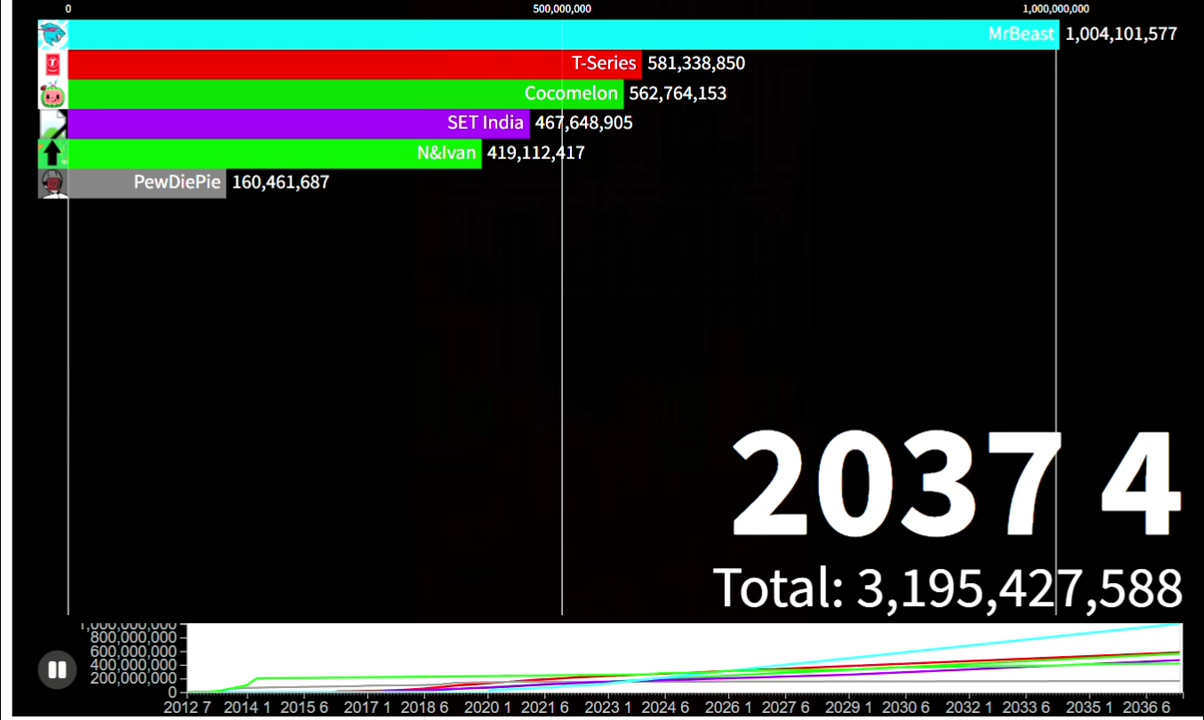 0 500,000,000 1,000,000,000
MrBeast 1,004,101,577
T-Series 581,338,850
Cocomelon 562,764,153
SET India 467,648,905
N&Ivan 419,112,417
PewDiePie 160,461,687
2037 4
Total: 3,195,427,588
1,000,000,000
800,000,000
600,000,000
400,000,000
200,000,000
0
2012 7 2014 1 2015 6 2017 1 2018 6 2020 1 2021 6 2023 1 2024 6 2026 1 2027 6 2029 1 2030 6 2032 1 2033 6 2035 1 2036 6